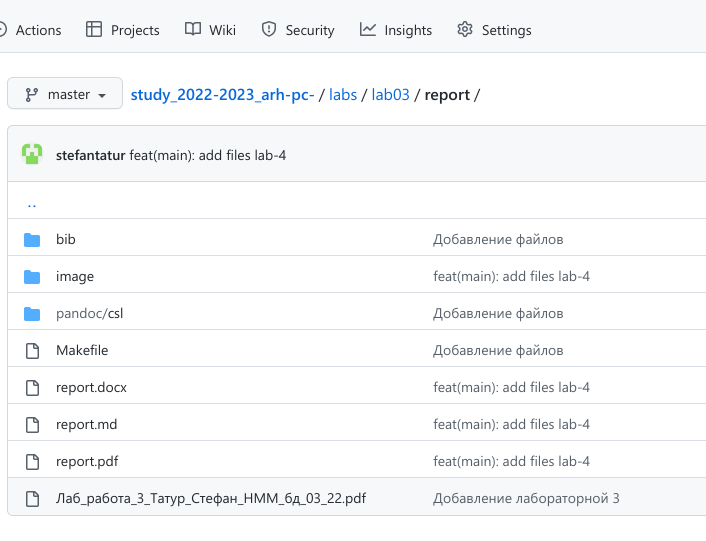 Actions Projects Wiki Security Insights Settings
master study_2022-2023_arh-pc- / labs / lab03 / report /
stefantatur feat(main): add files lab-4
..
bib Добавление файлов
image feat(main): add files lab-4
pandoc/csl Добавление файлов
Makefile Добавление файлов
report.docx feat(main): add files lab-4
report.md feat(main): add files lab-4
report.pdf feat(main): add files lab-4
Лаб_работа_3_Татур_Стефан_НММ_бд_03_22.pdf Добавление лабораторной 3